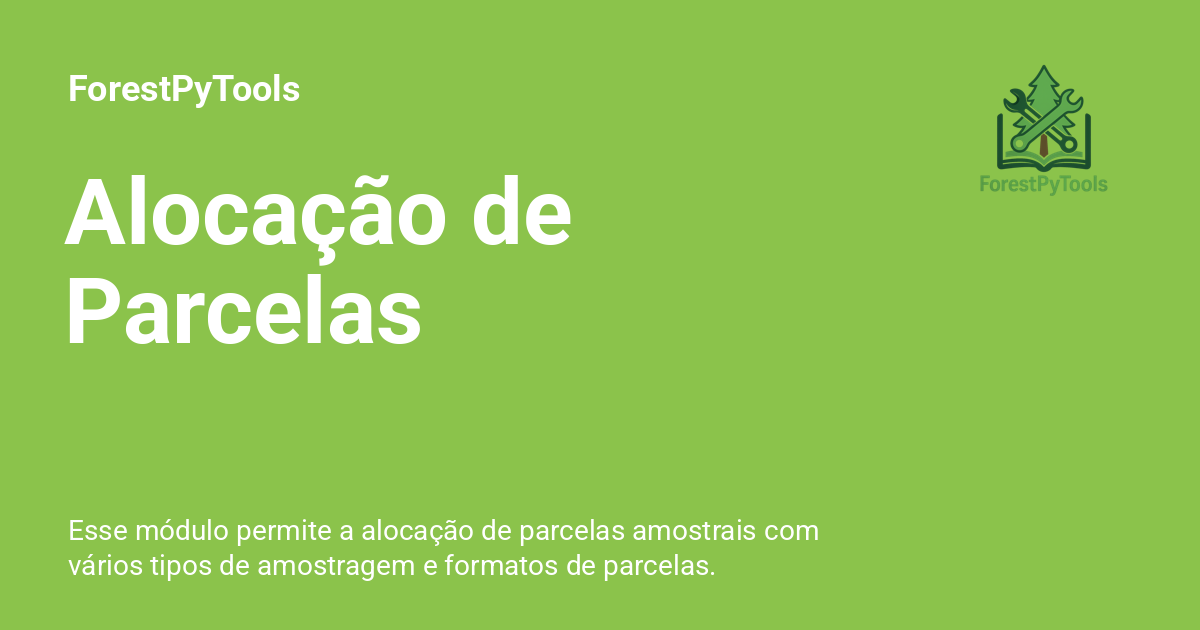 ForestPyTools
ForestPyTools
Alocação de
Parcelas
Esse módulo permite a alocação de parcelas amostrais com
vários tipos de amostragem e formatos de parcelas.